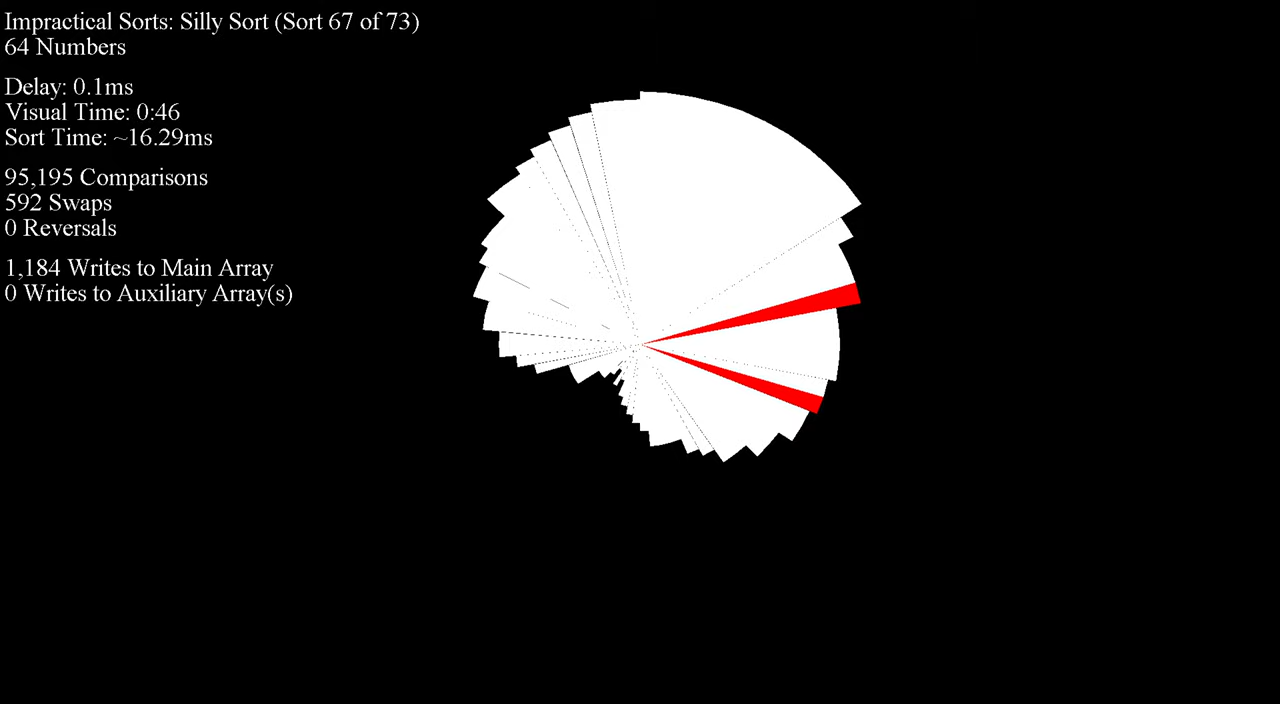 Impractical Sorts: Silly Sort (Sort 67 of 73)
64 Numbers
Delay: 0.1ms
Visual Time: 0:46
Sort Time: ~16.29ms
95,195 Comparisons
592 Swaps
0 Reversals
1,184 Writes to Main Array
0 Writes to Auxiliary Array(s)